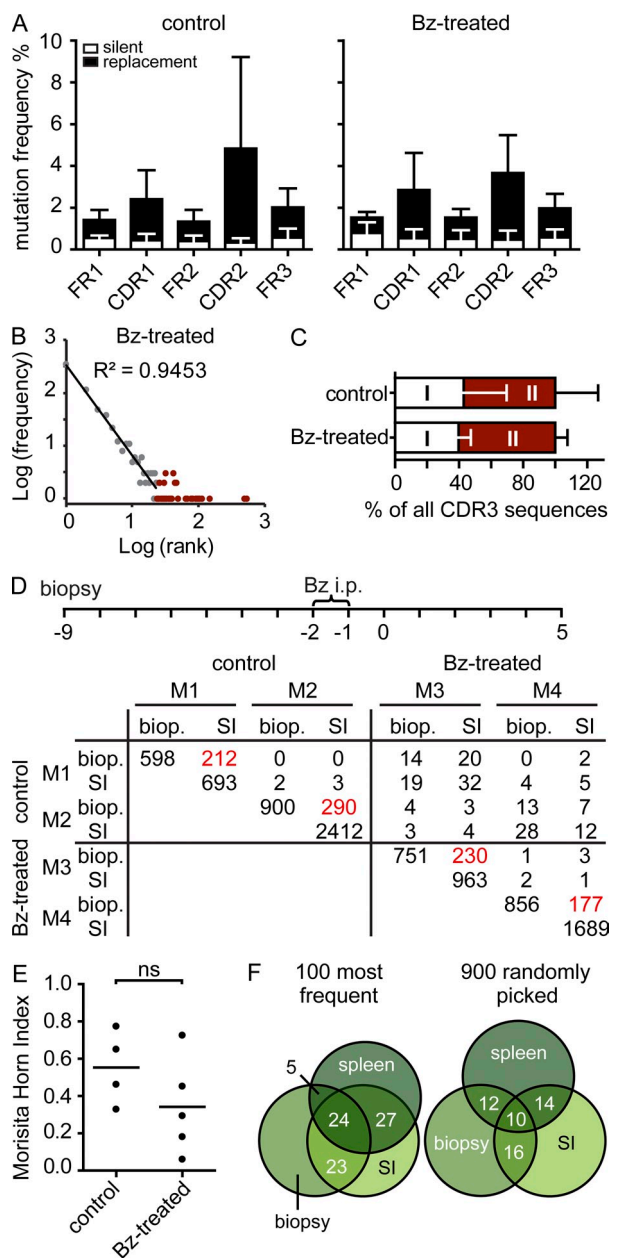 A
control
Bz-treated
mutation frequency %
10
8
6
4
2
0
silent
replacement
FR1 CDR1 FR2 CDR2 FR3
FR1 CDR1 FR2 CDR2 FR3
B
Bz-treated
R² = 0.9453
Log (frequency)
3
2
1
0
0 1 2 3
Log (rank)
C
control I II
Bz-treated I II
0 40 80 120
% of all CDR3 sequences
D
biopsy
Bz i.p.
-9 -2 -1 0 5
control Bz-treated
M1 M2 M3 M4
biop. SI biop. SI biop. SI biop. SI
control
M1 biop. 598 212 0 0 14 20 0 2
SI 693 2 3 19 32 4 5
M2 biop. 900 290 4 3 13 7
SI 2412 3 4 28 12
Bz-treated
M3 biop. 751 230 1 3
SI 963 2 1
M4 biop. 856 177
SI 1689
E
ns
Morisita Horn Index
1.0
0.8
0.6
0.4
0.2
0.0
control
Bz-treated
F
100 most
frequent
5
spleen
24 27
23
SI
biopsy
900 randomly
picked
spleen
12 14
10
biopsy
16
SI